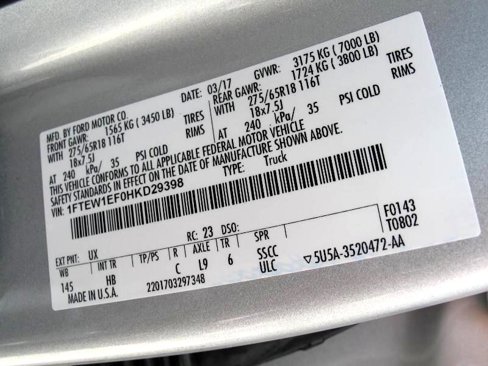 MFD. BY FORD MOTOR CO.
DATE: 03/17 GVWR: 3175 KG ( 7000 LB)
FRONT GAWR: 1565 KG ( 3450 LB) REAR GAWR: 1724 KG ( 3800 LB)
WITH 275/65R18 116T TIRES WITH 275/65R18 116T TIRES
18x7.5J RIMS 18x7.5J RIMS
AT 240 kPa/ 35 PSI COLD AT 240 kPa/ 35 PSI COLD
THIS VEHICLE CONFORMS TO ALL APPLICABLE FEDERAL MOTOR VEHICLE
SAFETY STANDARDS IN EFFECT ON THE DATE OF MANUFACTURE SHOWN ABOVE.
VIN: 1FTEW1EF0HKD29398 TYPE: Truck
EXT PNT: UX RC: 23 DSO: F0143
WB INT TR TP/PS R AXLE TR SPR T0802
145 HB C L9 6 SSCC
ULC ▽5U5A-3520472-AA
MADE IN U.S.A. 2201703297348